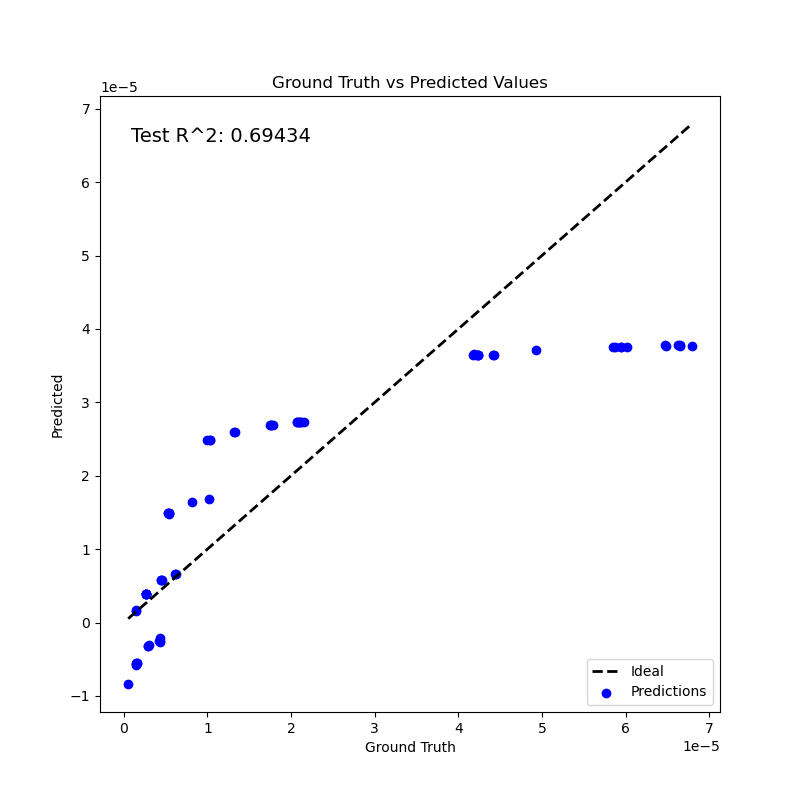 Ground Truth vs Predicted Values
1e−5
Test R^2: 0.69434
7
6
5
4
3
2
1
0
−1
Predicted
Ideal
Predictions
0 1 2 3 4 5 6 7
1e−5
Ground Truth